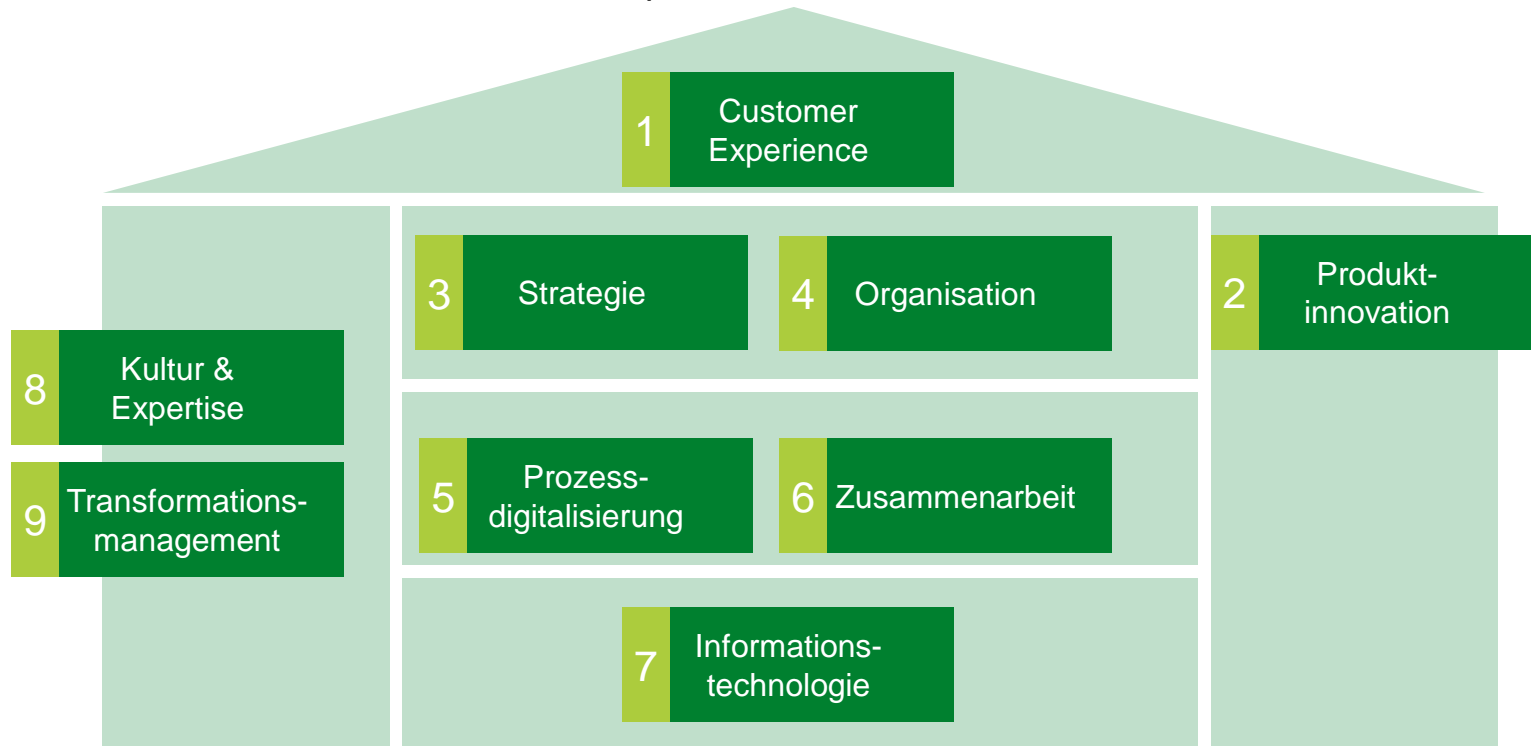 1
Customer
Experience
3
Strategie
4
Organisation
2
Produkt-
innovation
8
Kultur &
Expertise
9
Transformations-
management
5
Prozess-
digitalisierung
6
Zusammenarbeit
7
Informations-
technologie